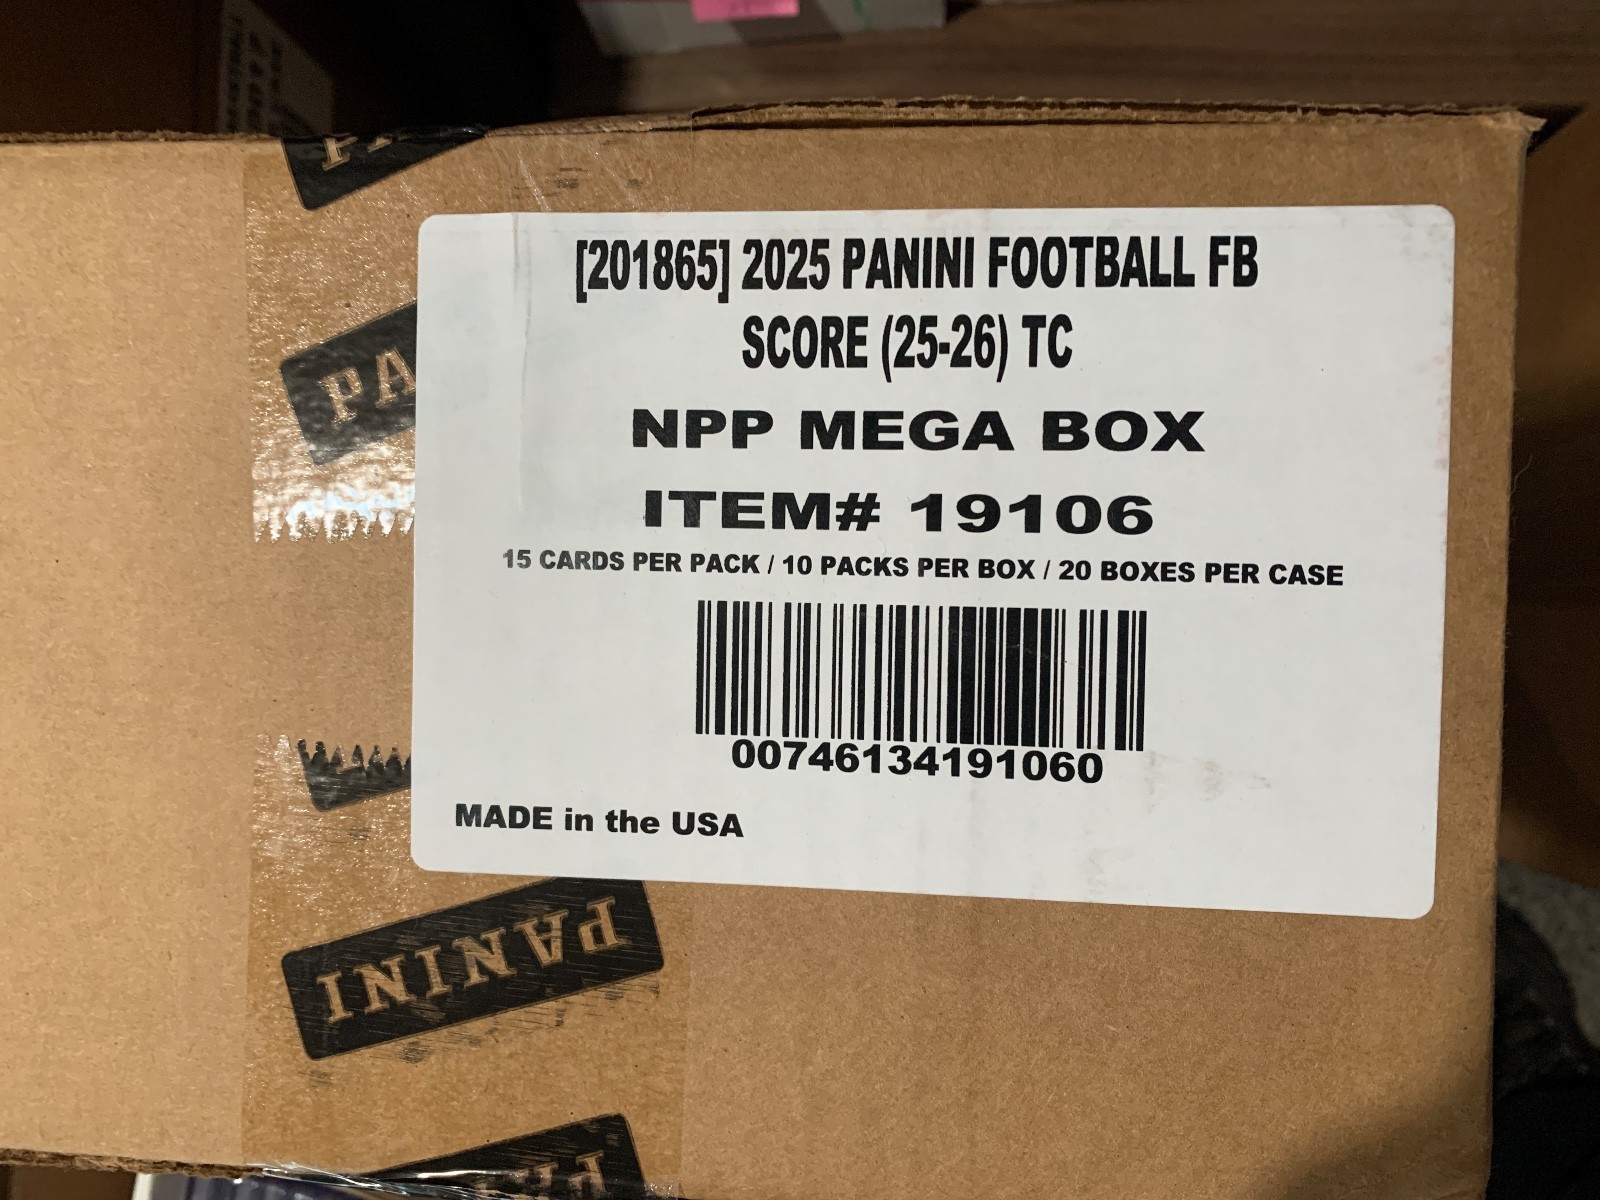 [201865] 2025 PANINI FOOTBALL FB
SCORE (25-26) TC
NPP MEGA BOX
ITEM# 19106
15 CARDS PER PACK / 10 PACKS PER BOX / 20 BOXES PER CASE
00746134191060
MADE in the USA
PA
PANINI